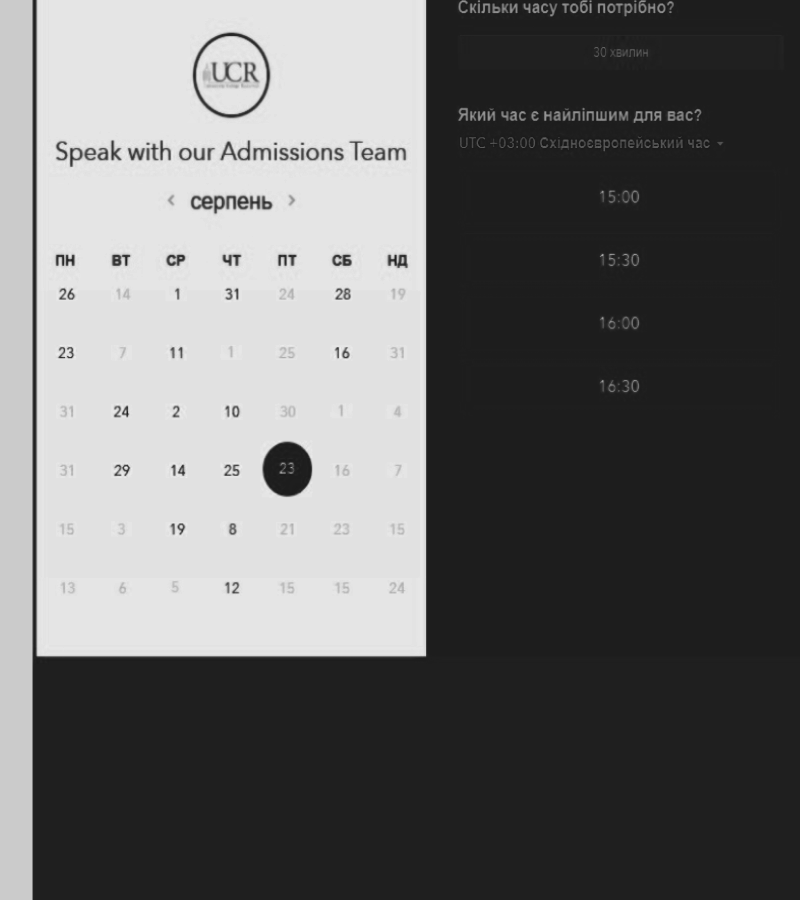 UCR
Speak with our Admissions Team
‹ серпень ›
ПН ВТ СР ЧТ ПТ СБ НД
26 14 1 31 24 28 19
23 7 11 1 25 16 31
31 24 2 10 30 1 4
31 29 14 25 23 16 7
15 3 19 8 21 23 15
13 6 5 12 15 15 24
Скільки часу тобі потрібно?
30 хвилин
Який час є найліпшим для вас?
UTC +03:00 Східноєвропейський час
15:00
15:30
16:00
16:30